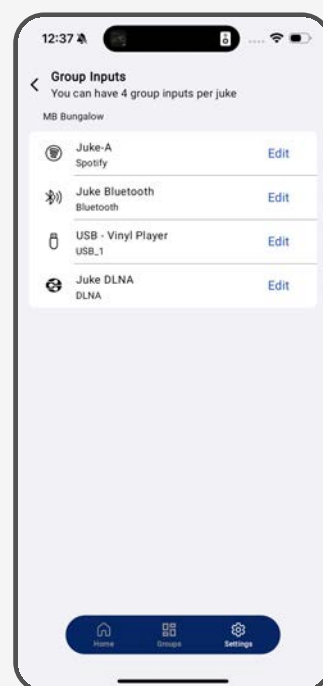 12:37
Group Inputs
You can have 4 group inputs per juke
MB Bungalow
Juke-A
Spotify
Edit
Juke Bluetooth
Bluetooth
Edit
USB - Vinyl Player
USB_1
Edit
Juke DLNA
DLNA
Edit
Home
Groups
Settings